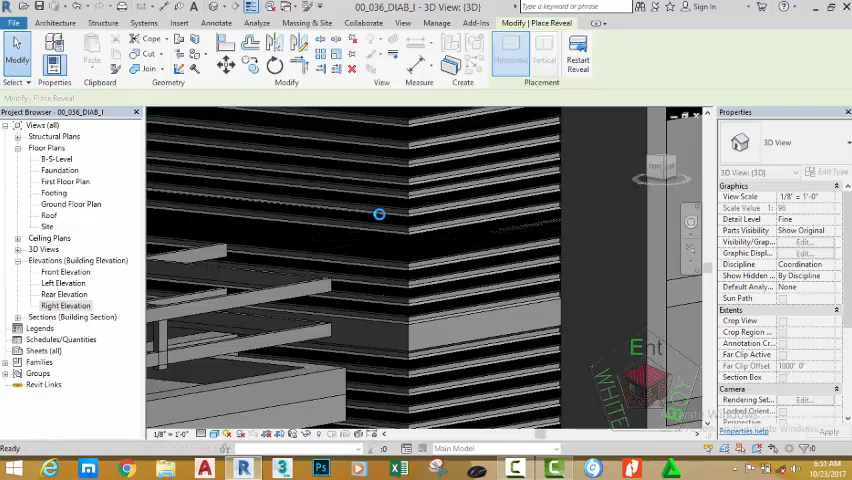 00_036_DIAB_I - 3D View: {3D}
Type a keyword or phrase
Sign In
File
Architecture
Structure
Systems
Insert
Annotate
Analyze
Massing & Site
Collaborate
View
Manage
Add-Ins
Modify | Place Reveal
Modify
Properties
Paste
Cope
Cut
Join
Restart
Reveal
Horizontal
Vertical
Select
Properties
Clipboard
Geometry
Modify
View
Measure
Create
Placement
Modify | Place Reveal
Project Browser - 00_036_DIAB_I
Views (all)
Structural Plans
Floor Plans
B-S-Level
Foundation
First Floor Plan
Footing
Ground Floor Plan
Roof
Site
Ceiling Plans
3D Views
Elevations (Building Elevation)
Front Elevation
Left Elevation
Rear Elevation
Right Elevation
Sections (Building Section)
Legends
Schedules/Quantities
Sheets (all)
Families
Groups
Revit Links
Properties
3D View
3D View: {3D}
Edit Type
Graphics
View Scale
1/8" = 1'-0"
Scale Value 1:
96
Detail Level
Fine
Parts Visibility
Show Original
Visibility/Grap...
Edit...
Graphic Displ...
Edit...
Discipline
Coordination
Show Hidden ...
By Discipline
Default Analy...
None
Sun Path
Extents
Crop View
Crop Region ...
Annotation Cr...
Far Clip Active
Far Clip Offset
1000' 0"
Section Box
Camera
Rendering Set...
Edit...
Locked Orient...
Perspective
Properties help
Apply
Ent
WHITE
Activate Windows
1/8" = 1'-0"
Ready
:0
Main Model
:0
6:51 AM
10/23/2017